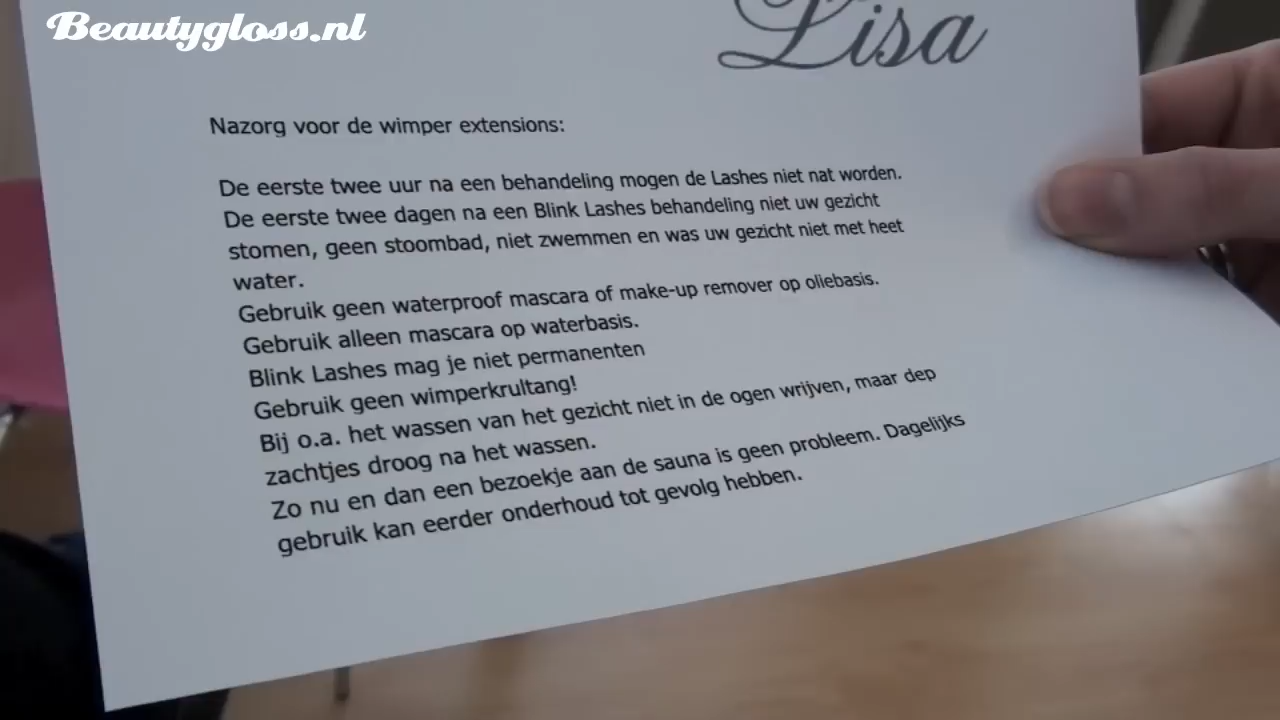 Beautygloss.nl
Lisa
Nazorg voor de wimper extensions:
De eerste twee uur na een behandeling mogen de Lashes niet nat worden.
De eerste twee dagen na een Blink Lashes behandeling niet uw gezicht
stomen, geen stoombad, niet zwemmen en was uw gezicht niet met heet
water.
Gebruik geen waterproof mascara of make-up remover op oliebasis.
Gebruik alleen mascara op waterbasis.
Blink Lashes mag je niet permanenten
Gebruik geen wimperkrultang!
Bij o.a. het wassen van het gezicht niet in de ogen wrijven, maar dep
zachtjes droog na het wassen.
Zo nu en dan een bezoekje aan de sauna is geen probleem. Dagelijks
gebruik kan eerder onderhoud tot gevolg hebben.